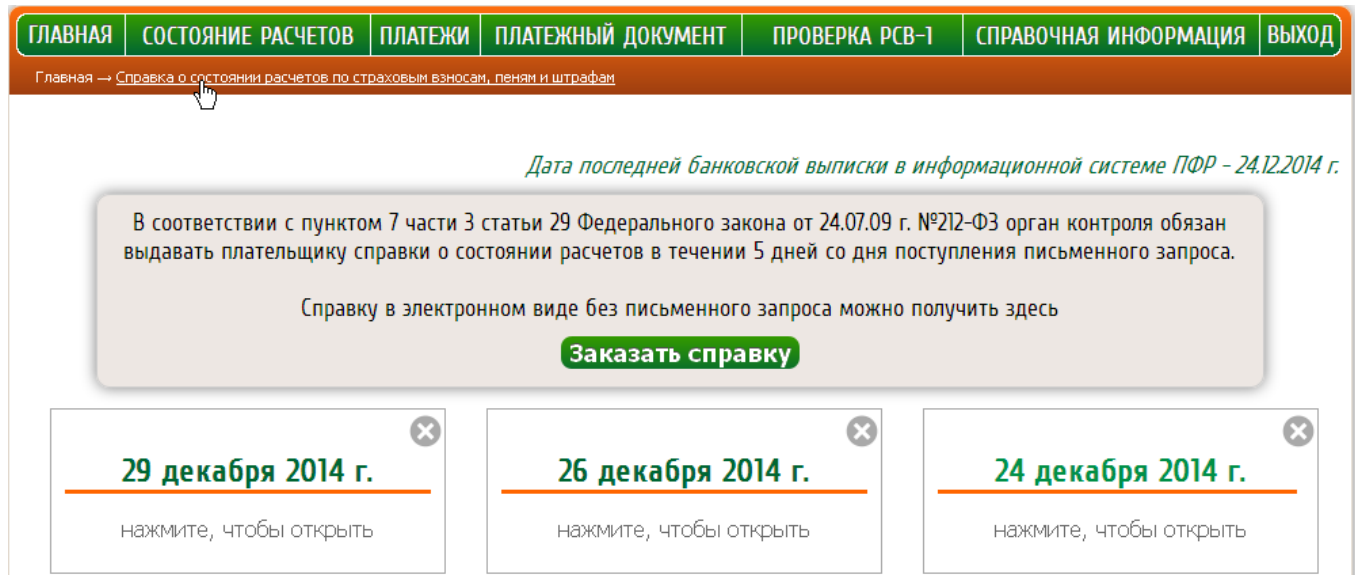 ГЛАВНАЯ СОСТОЯНИЕ РАСЧЕТОВ ПЛАТЕЖИ ПЛАТЕЖНЫЙ ДОКУМЕНТ ПРОВЕРКА РСВ-1 СПРАВОЧНАЯ ИНФОРМАЦИЯ ВЫХОД
Главная → Справка о состоянии расчетов по страховым взносам, пеням и штрафам
Дата последней банковской выписки в информационной системе ПФР - 24.12.2014 г.
В соответствии с пунктом 7 части 3 статьи 29 Федерального закона от 24.07.09 г. №212-ФЗ орган контроля обязан
выдавать плательщику справки о состоянии расчетов в течении 5 дней со дня поступления письменного запроса.
Справку в электронном виде без письменного запроса можно получить здесь
Заказать справку
29 декабря 2014 г. 26 декабря 2014 г. 24 декабря 2014 г.
нажмите, чтобы открыть нажмите, чтобы открыть нажмите, чтобы открыть